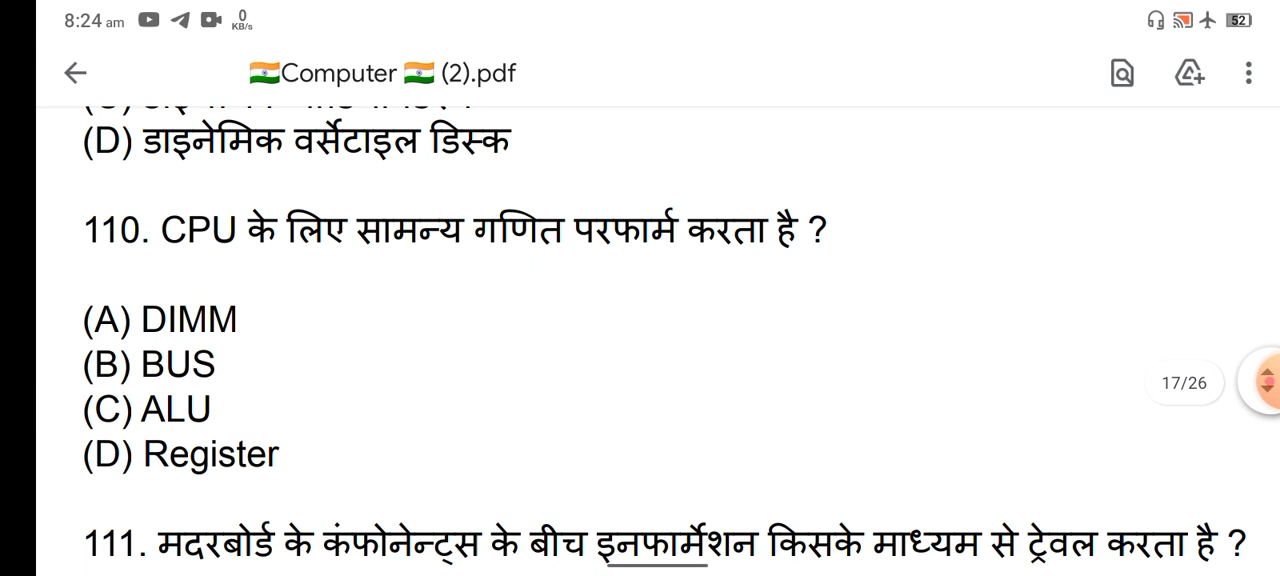 8:24 am 0 KB/s 52
🇮🇳Computer 🇮🇳 (2).pdf
(D) डाइनेमिक वर्सेटाइल डिस्क
110. CPU के लिए सामन्य गणित परफार्म करता है ?
(A) DIMM
(B) BUS
(C) ALU
17/26
(D) Register
111. मदरबोर्ड के कंफोनेन्ट्स के बीच इनफार्मेशन किसके माध्यम से ट्रेवल करता है ?